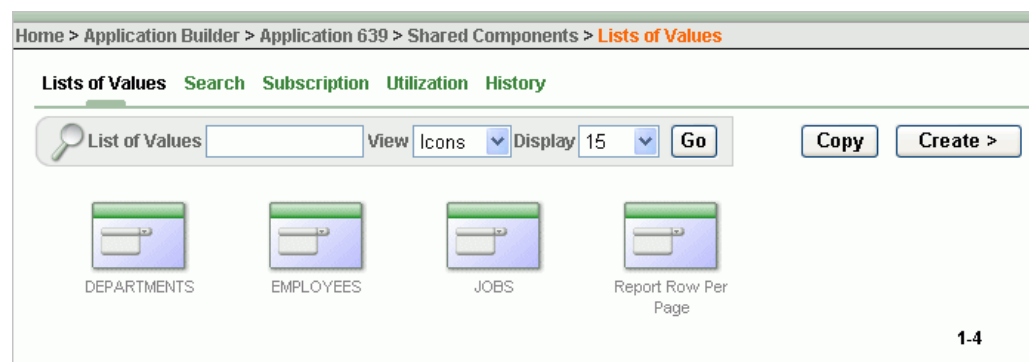 Home > Application Builder > Application 639 > Shared Components > Lists of Values
Lists of Values Search Subscription Utilization History
List of Values View Icons Display 15 Go Copy Create >
DEPARTMENTS EMPLOYEES JOBS Report Row Per
Page
1-4